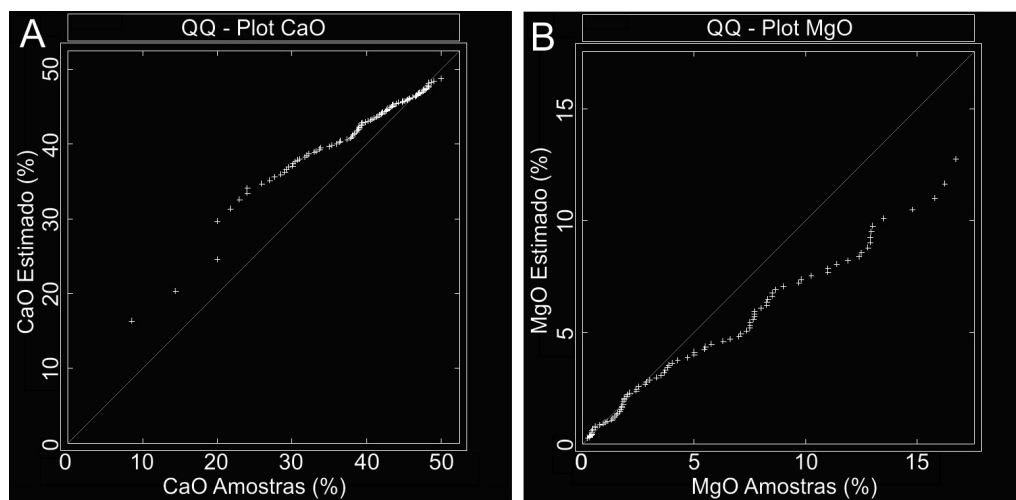 A
QQ - Plot CaO
CaO Estimado (%)
50
40
30
20
10
0
0 10 20 30 40 50
CaO Amostras (%)
B
QQ - Plot MgO
MgO Estimado (%)
15
10
5
0
0 5 10 15
MgO Amostras (%)